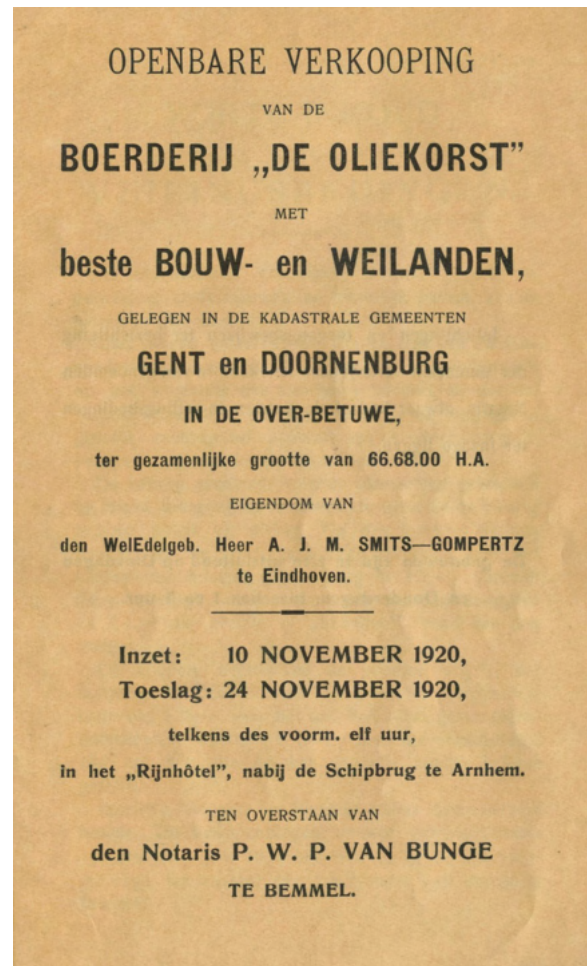 OPENBARE VERKOOPING
VAN DE
BOERDERIJ „DE OLIEKORST”
MET
beste BOUW- en WEILANDEN,
GELEGEN IN DE KADASTRALE GEMEENTEN
GENT en DOORNENBURG
IN DE OVER-BETUWE,
ter gezamenlijke grootte van 66.68.00 H.A.
EIGENDOM VAN
den WelEdelgeb. Heer A. J. M. SMITS—GOMPERTZ
te Eindhoven.
Inzet: 10 NOVEMBER 1920,
Toeslag: 24 NOVEMBER 1920,
telkens des voorm. elf uur,
in het „Rijnhôtel”, nabij de Schipbrug te Arnhem.
TEN OVERSTAAN VAN
den Notaris P. W. P. VAN BUNGE
TE BEMMEL.